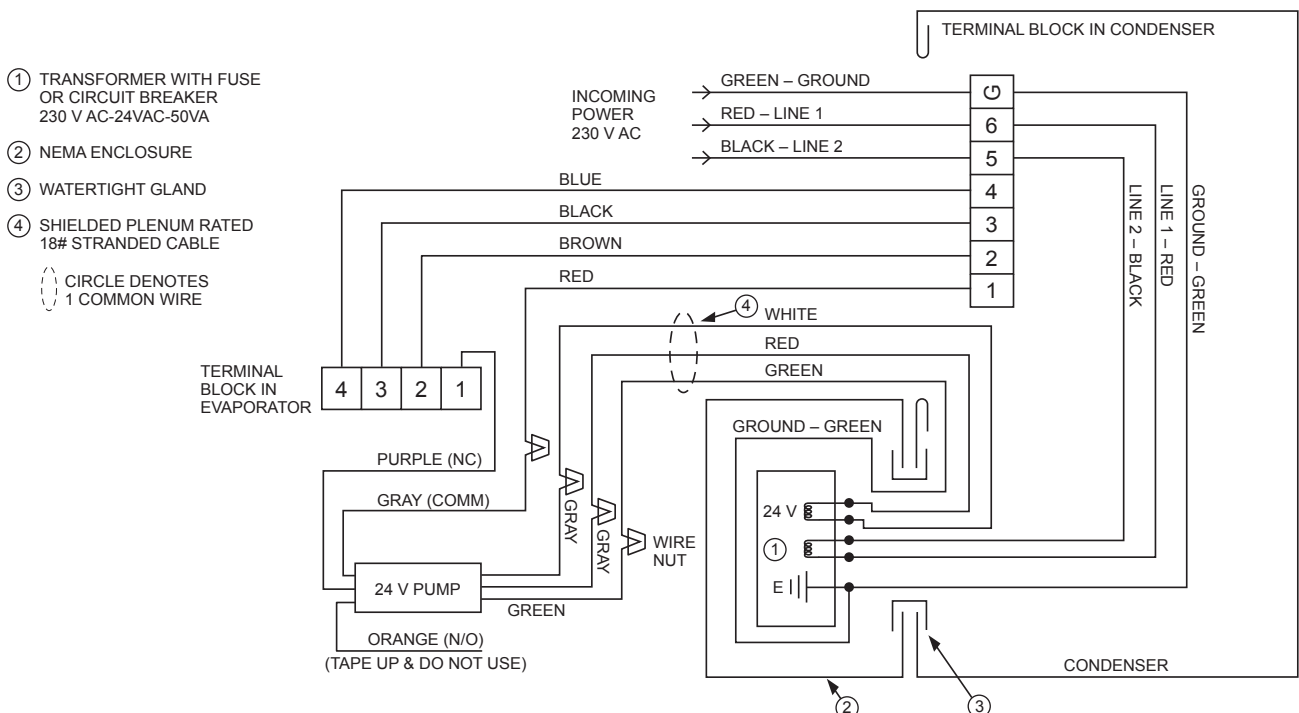 TERMINAL BLOCK IN CONDENSER
① TRANSFORMER WITH FUSE
OR CIRCUIT BREAKER
230 V AC-24VAC-50VA
② NEMA ENCLOSURE
③ WATERTIGHT GLAND
④ SHIELDED PLENUM RATED
18# STRANDED CABLE
CIRCLE DENOTES
1 COMMON WIRE
INCOMING
POWER
230 V AC
GREEN – GROUND
RED – LINE 1
BLACK – LINE 2
BLUE
BLACK
BROWN
RED
G
6
5
4
3
2
1
LINE 2 – BLACK
LINE 1 – RED
GROUND – GREEN
④
WHITE
RED
GREEN
TERMINAL
BLOCK IN
EVAPORATOR
4 3 2 1
GROUND – GREEN
PURPLE (NC)
GRAY (COMM)
GRAY
GRAY
WIRE
NUT
24 V
①
E
24 V PUMP
GREEN
ORANGE (N/O)
(TAPE UP & DO NOT USE)
CONDENSER
②
③